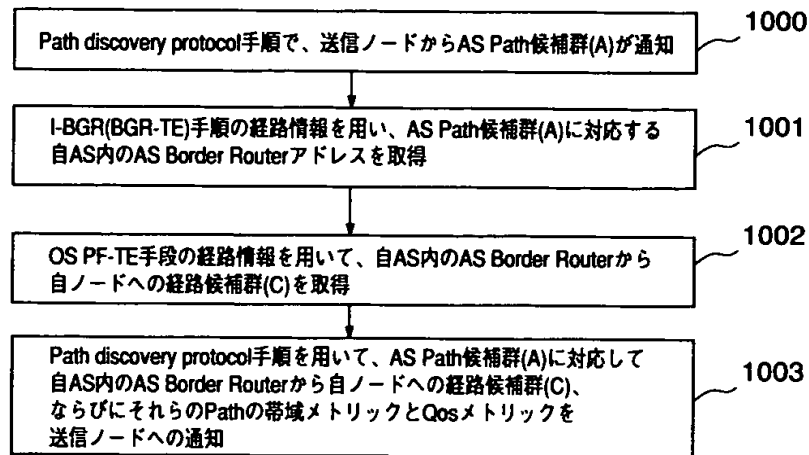 Path discovery protocol手順で、送信ノードからAS Path候補群(A)が通知
1000
I-BGR(BGR-TE)手順の経路情報を用い、AS Path候補群(A)に対応する
自AS内のAS Border Routerアドレスを取得
1001
OS PF-TE手段の経路情報を用いて、自AS内のAS Border Routerから
自ノードへの経路候補群(C)を取得
1002
Path discovery protocol手順を用いて、AS Path候補群(A)に対応して
自AS内のAS Border Routerから自ノードへの経路候補群(C)、
ならびにそれらのPathの帯域メトリックとQosメトリックを
送信ノードへの通知
1003